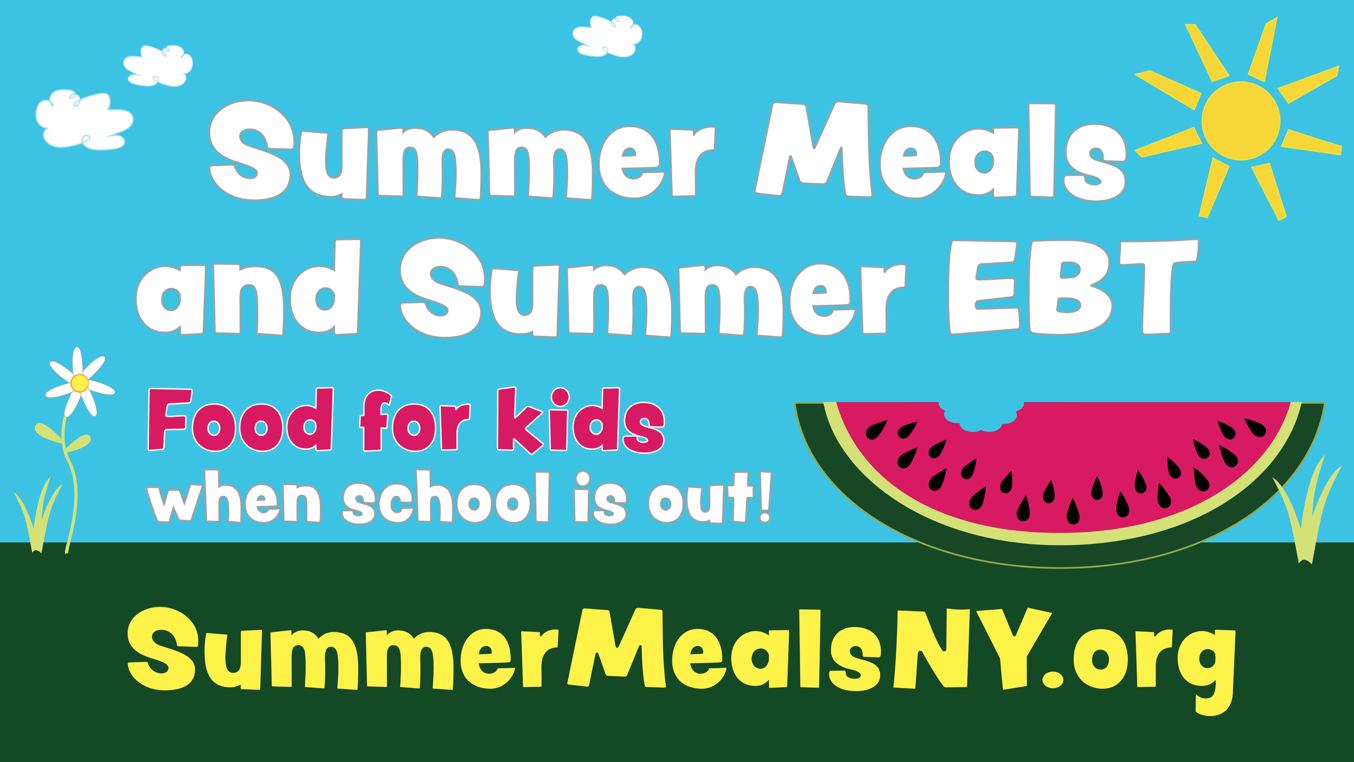 Summer Meals
and Summer EBT
Food for kids
when school is out!
SummerMealsNY.org